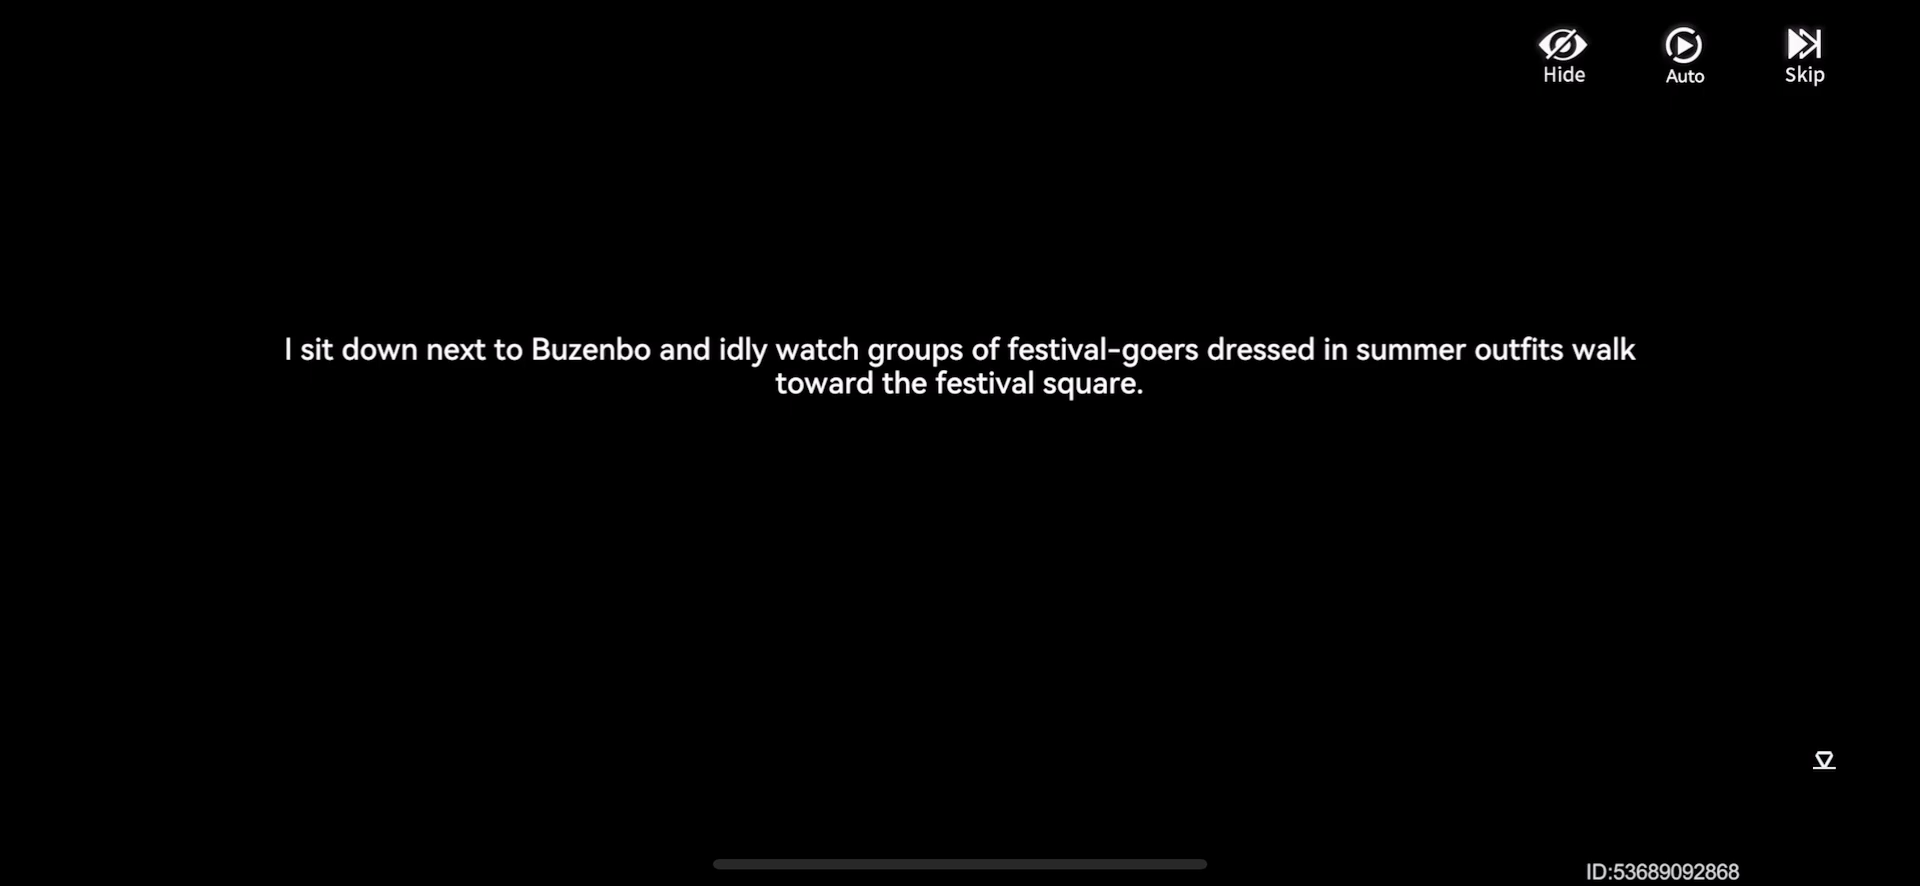 Hide
Auto
Skip
I sit down next to Buzenbo and idly watch groups of festival-goers dressed in summer outfits walk
toward the festival square.
ID:53689092868